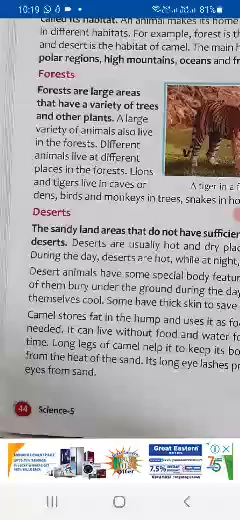 10:19
81%
called its habitat. An animal makes its home
in different habitats. For example, forest is th
and desert is the habitat of camel. The main h
polar regions, high mountains, oceans and fr
Forests
Forests are large areas
that have a variety of trees
and other plants. A large
variety of animals also live
in the forests. Different
animals live at different
places in the forests. Lions
and tigers live in caves or
A tiger in a f
dens, birds and monkeys in trees, snakes in ho
Deserts
The sandy land areas that do not have sufficien
deserts. Deserts are usually hot and dry plac
During the day, deserts are hot, while at night,
Desert animals have some special body featur
of them bury under the ground during the day
themselves cool. Some have thick skin to save
Camel stores fat in the hump and uses it as fo
needed. It can live without food and water fo
time. Long legs of camel help it to keep its bo
from the heat of the sand. Its long eye lashes pr
eyes from sand.
44 Science-5
Great Eastern
7.5%
75
offer